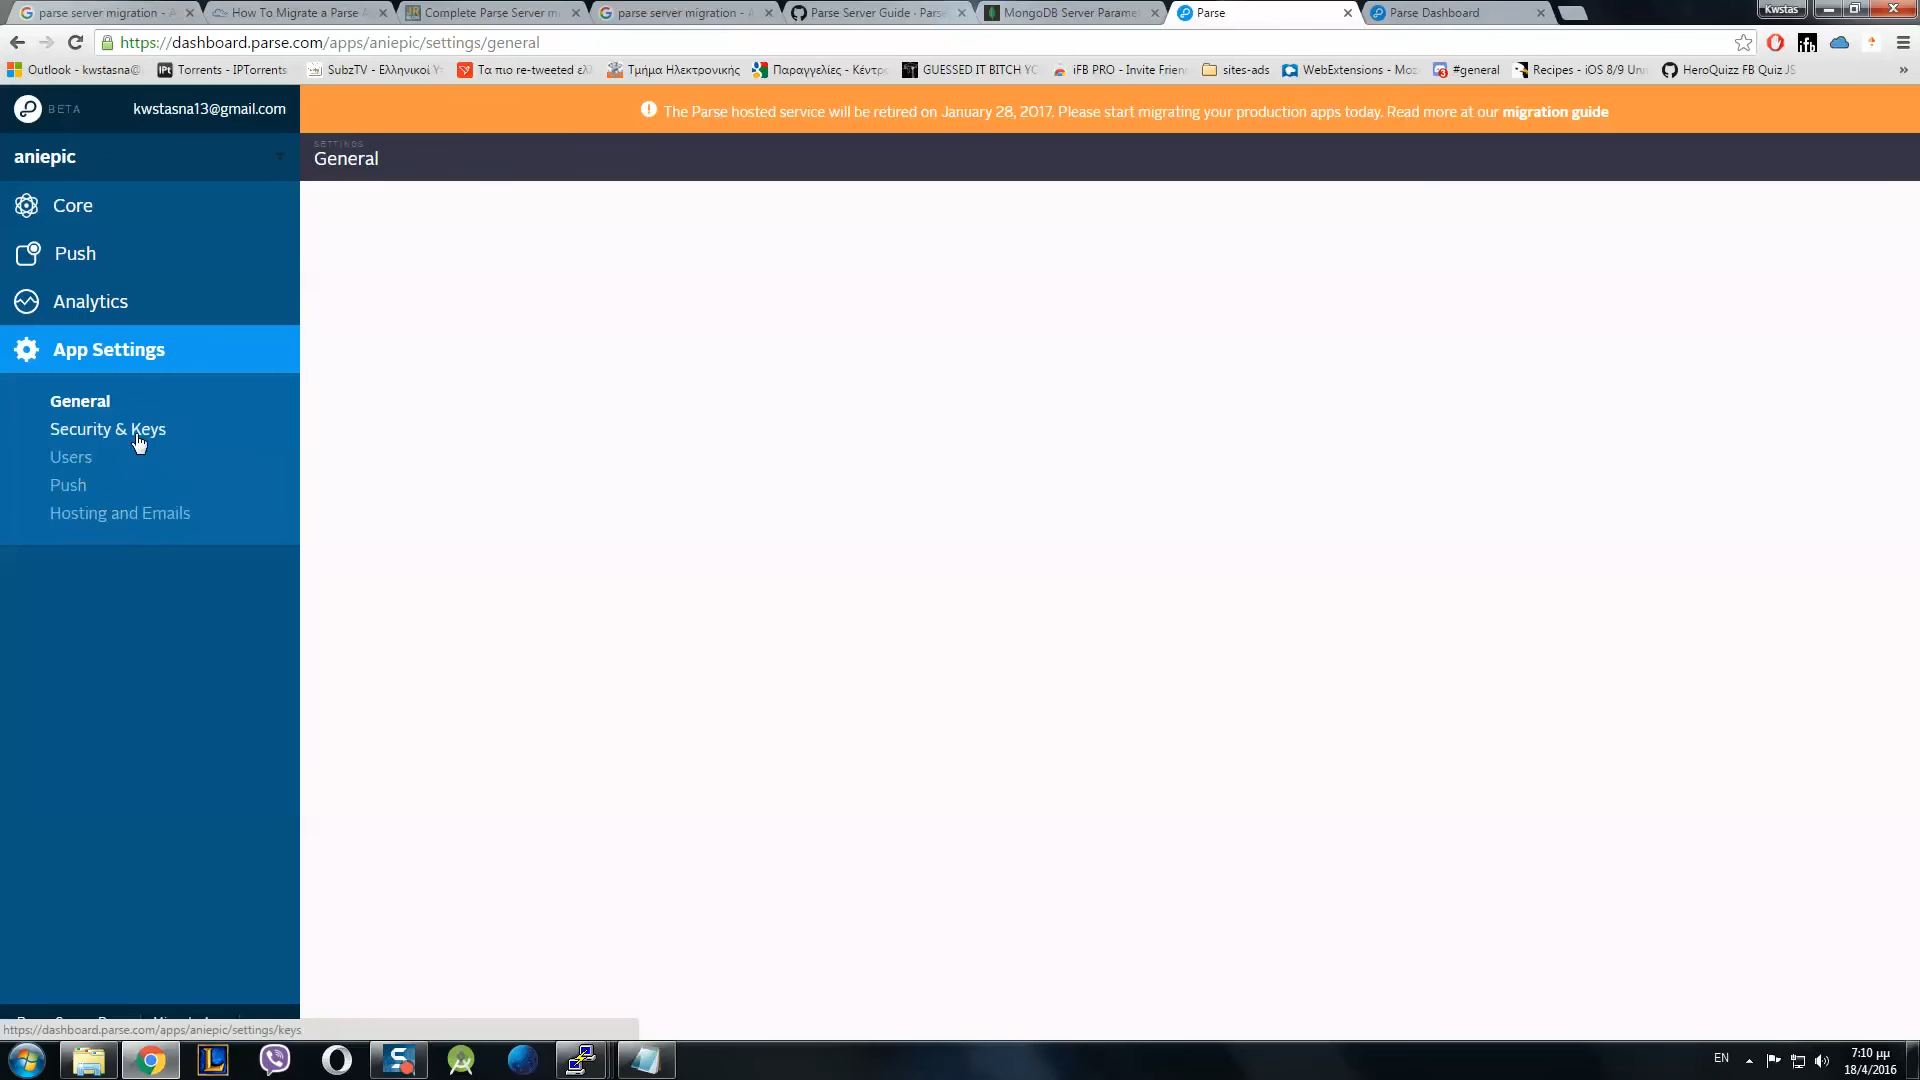 parse server migration - A
How To Migrate a Parse A
Complete Parse Server m
parse server migration - A
Parse Server Guide · Parse
MongoDB Server Paramet
Parse
Parse Dashboard
Kwstas
https://dashboard.parse.com/apps/aniepic/settings/general
Outlook - kwstasna@
Torrents - IPTorrents
SubzTV - Ελληνικοί Υ
Τα πιο re-tweeted ελλ
Τμήμα Ηλεκτρονικής
Παραγγελίες - Κέντρ
GUESSED IT BITCH YO
iFB PRO - Invite Frien
sites-ads
WebExtensions - Moz
#general
Recipes - iOS 8/9 Uni
HeroQuizz FB Quiz JS
»
BETA
kwstasna13@gmail.com
The Parse hosted service will be retired on January 28, 2017. Please start migrating your production apps today. Read more at our migration guide
aniepic
SETTINGS
General
Core
Push
Analytics
App Settings
General
Security & Keys
Users
Push
Hosting and Emails
https://dashboard.parse.com/apps/aniepic/settings/keys
EN
7:10 μμ
18/4/2016